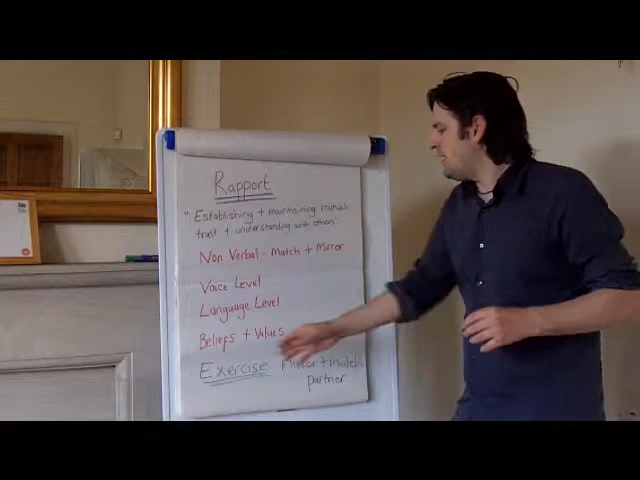 Rapport
" Establishing + maintaining mutual
trust + understanding with others
Non Verbal - Match + Mirror
Voice Level
Language Level
Beliefs + Values
Exercise Mirror + match
partner